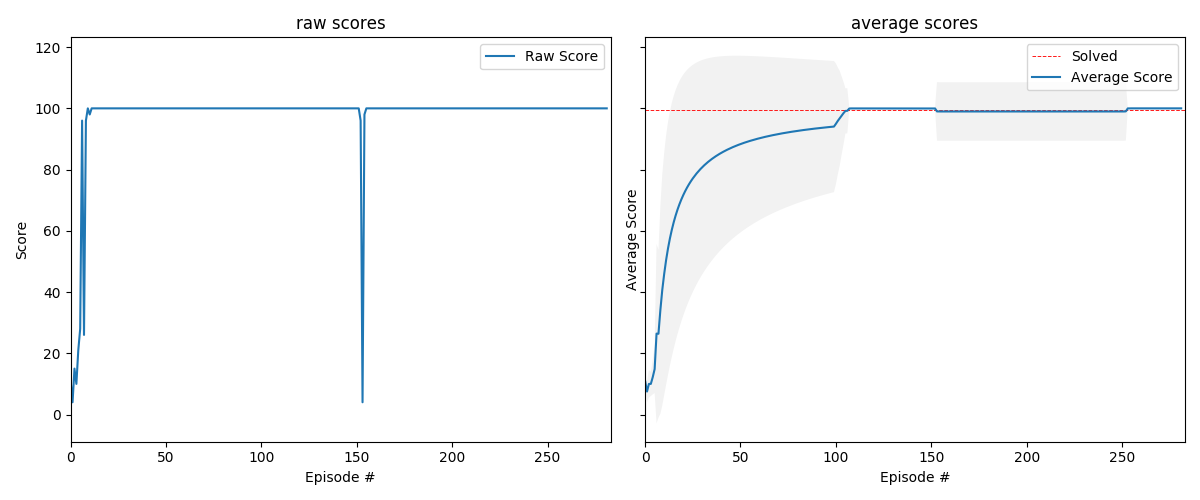 raw scores
120
100
80
60
40
20
0
Score
Raw Score
0 50 100 150 200 250
Episode #
average scores
Average Score
Solved
Average Score
0 50 100 150 200 250
Episode #